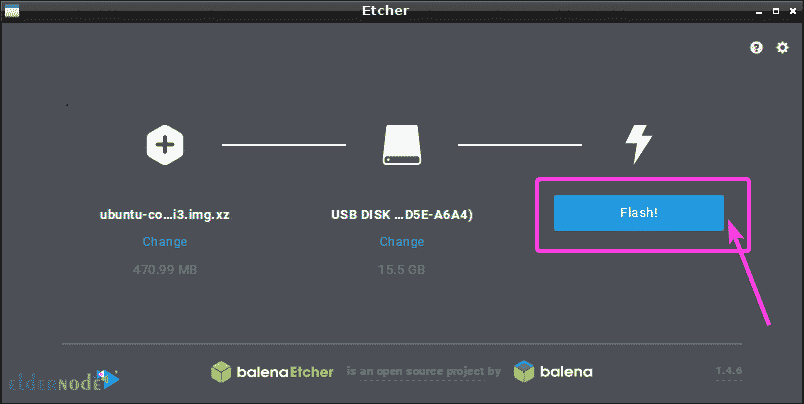 Etcher
?
ubuntu-co...i3.img.xz
Change
470.99 MB
USB DISK ...D5E-A6A4)
Change
15.5 GB
Flash!
ELDERNODE
balenaEtcher is an open source project by balena
1.4.6